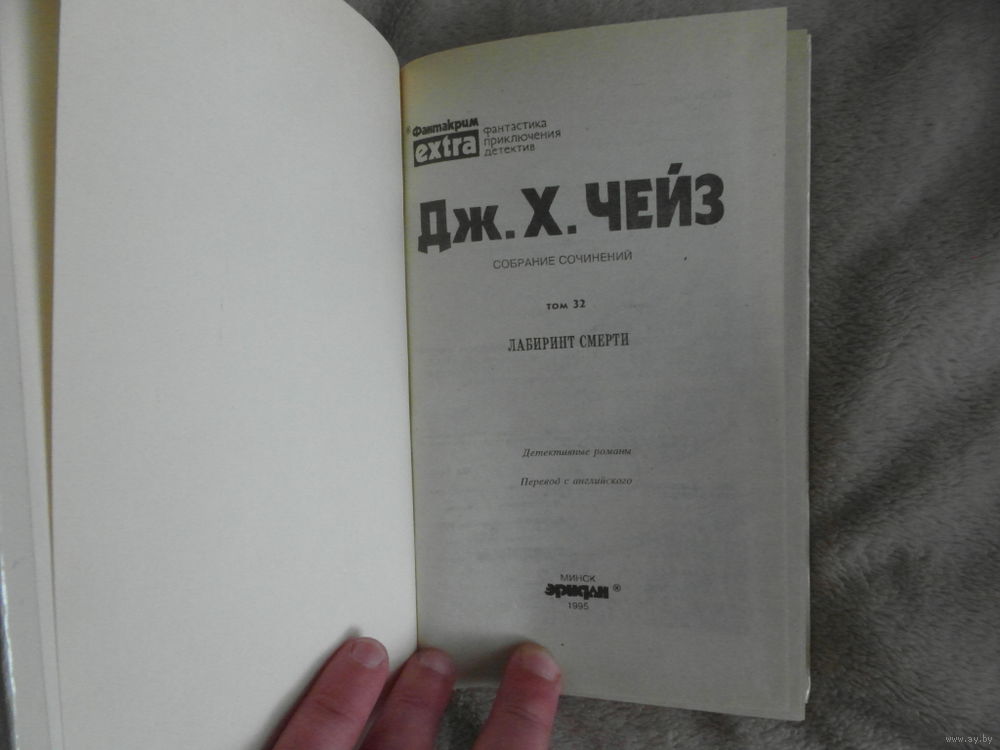 ® Фантакрим
extra
фантастика
приключения
детектив
Дж. Х. ЧЕЙЗ
СОБРАНИЕ СОЧИНЕНИЙ
том 32
ЛАБИРИНТ СМЕРТИ
Детективные романы
Перевод с английского
МИНСК
эридан ®
1995
www.ay.by